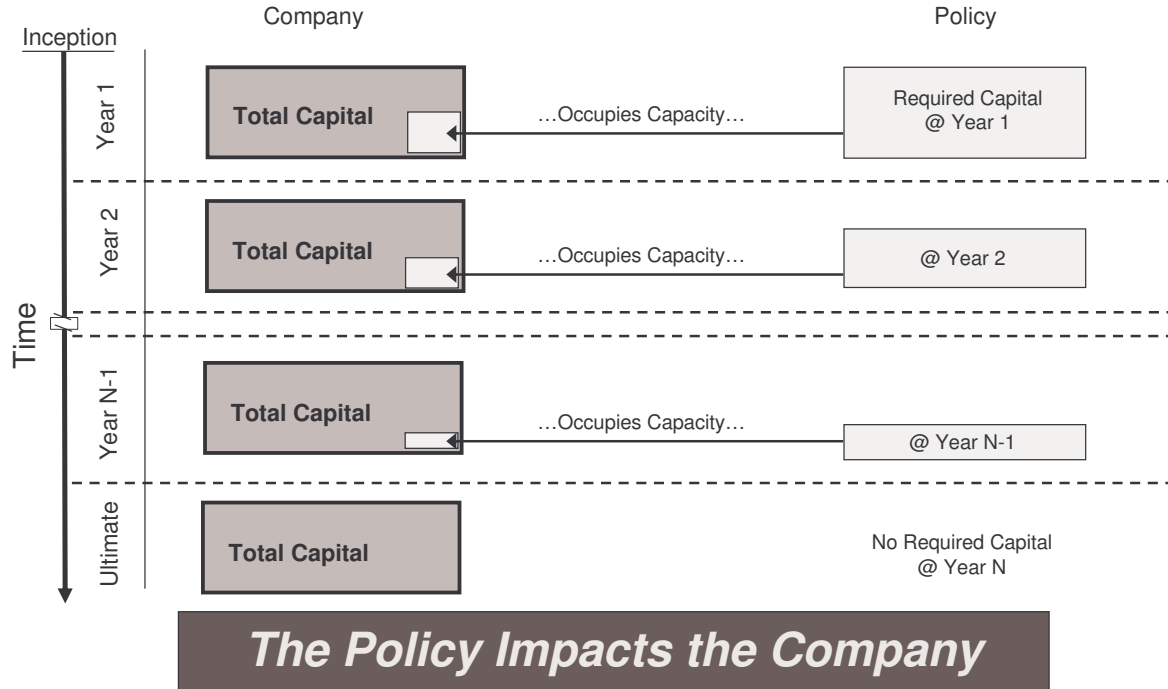 Company
Policy
Inception
Time
Year 1
Total Capital
…Occupies Capacity…
Required Capital
@ Year 1
Year 2
Total Capital
…Occupies Capacity…
@ Year 2
Year N-1
Total Capital
…Occupies Capacity…
@ Year N-1
Ultimate
Total Capital
No Required Capital
@ Year N
The Policy Impacts the Company